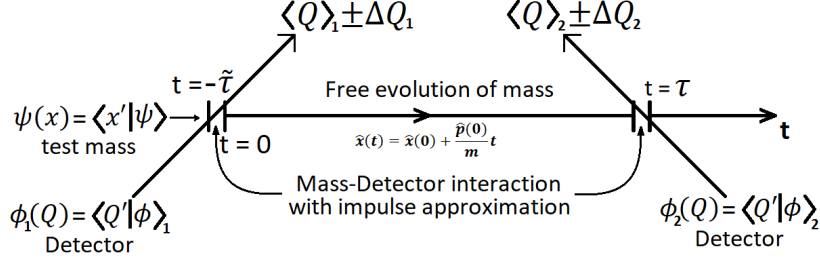 ⟨Q⟩₁±ΔQ₁
⟨Q⟩₂±ΔQ₂
t=-τ̃
Free evolution of mass
t=τ
ψ(x)=⟨x'|ψ⟩
test mass
t=0
x̂(t) = x̂(0) + p̂(0)/m t
t
Mass-Detector interaction
with impulse approximation
ϕ₁(Q)=⟨Q'|ϕ⟩₁
Detector
ϕ₂(Q)=⟨Q'|ϕ⟩₂
Detector